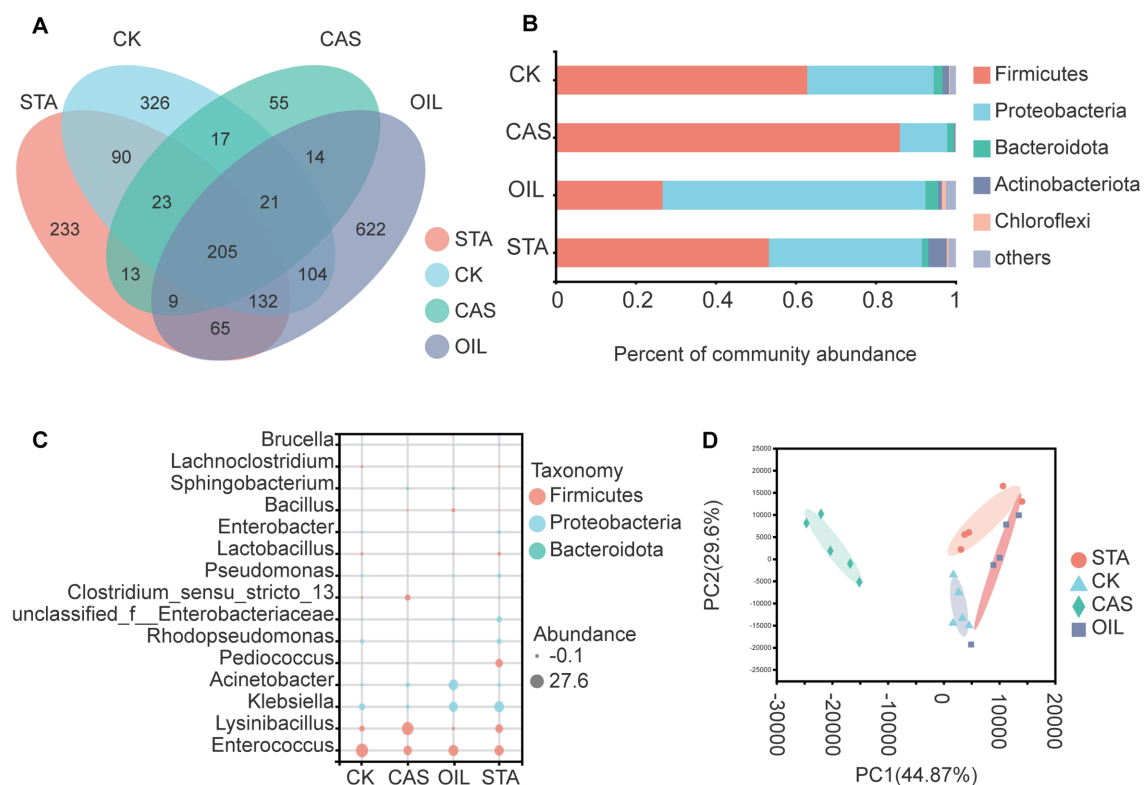 A
CK
CAS
STA
OIL
326
55
17
90
14
23
21
233
622
205
13
104
9
132
65
STA
CK
CAS
OIL
B
CK
CAS
OIL
STA
0
0.2
0.4
0.6
0.8
1
Percent of community abundance
Firmicutes
Proteobacteria
Bacteroidota
Actinobacteriota
Chloroflexi
others
C
Brucella
Lachnoclostridium
Sphingobacterium
Bacillus
Enterobacter
Lactobacillus
Pseudomonas
Clostridium_sensu_stricto_13
unclassified_f__Enterobacteriaceae
Rhodopseudomonas
Pediococcus
Acinetobacter
Klebsiella
Lysinibacillus
Enterococcus
CK
CAS
OIL
STA
Taxonomy
Firmicutes
Proteobacteria
Bacteroidota
Abundance
-0.1
27.6
D
PC2(29.6%)
25000
20000
15000
10000
5000
0
-5000
-10000
-15000
-20000
-25000
-30000
-20000
-10000
0
10000
20000
PC1(44.87%)
STA
CK
CAS
OIL